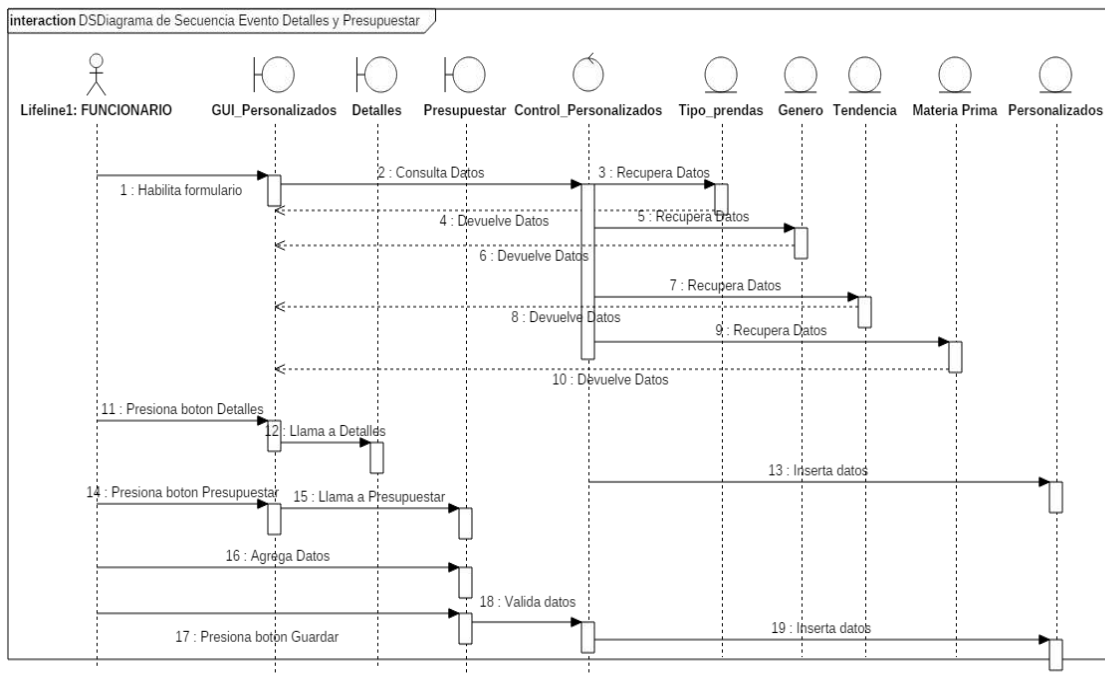 interaction DSDiagrama de Secuencia Evento Detalles y Presupuestar
Lifeline1: FUNCIONARIO
GUI_Personalizados
Detalles
Presupuestar
Control_Personalizados
Tipo_prendas
Genero
Tendencia
Materia Prima
Personalizados
1 : Habilita formulario
2 : Consulta Datos
3 : Recupera Datos
4 : Devuelve Datos
5 : Recupera Datos
6 : Devuelve Datos
7 : Recupera Datos
8 : Devuelve Datos
9 : Recupera Datos
10 : Devuelve Datos
11 : Presiona boton Detalles
12 : Llama a Detalles
13 : Inserta datos
14 : Presiona boton Presupuestar
15 : Llama a Presupuestar
16 : Agrega Datos
17 : Presiona boton Guardar
18 : Valida datos
19 : Inserta datos